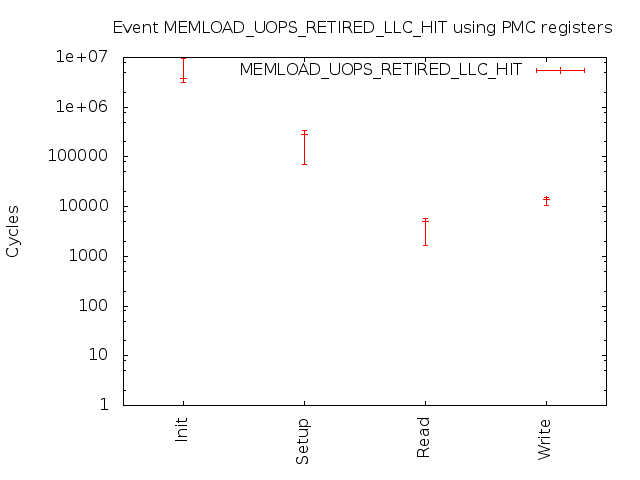 Event MEMLOAD_UOPS_RETIRED_LLC_HIT using PMC registers
MEMLOAD_UOPS_RETIRED_LLC_HIT
1e+07
1e+06
100000
10000
1000
100
10
1
Cycles
Init
Setup
Read
Write